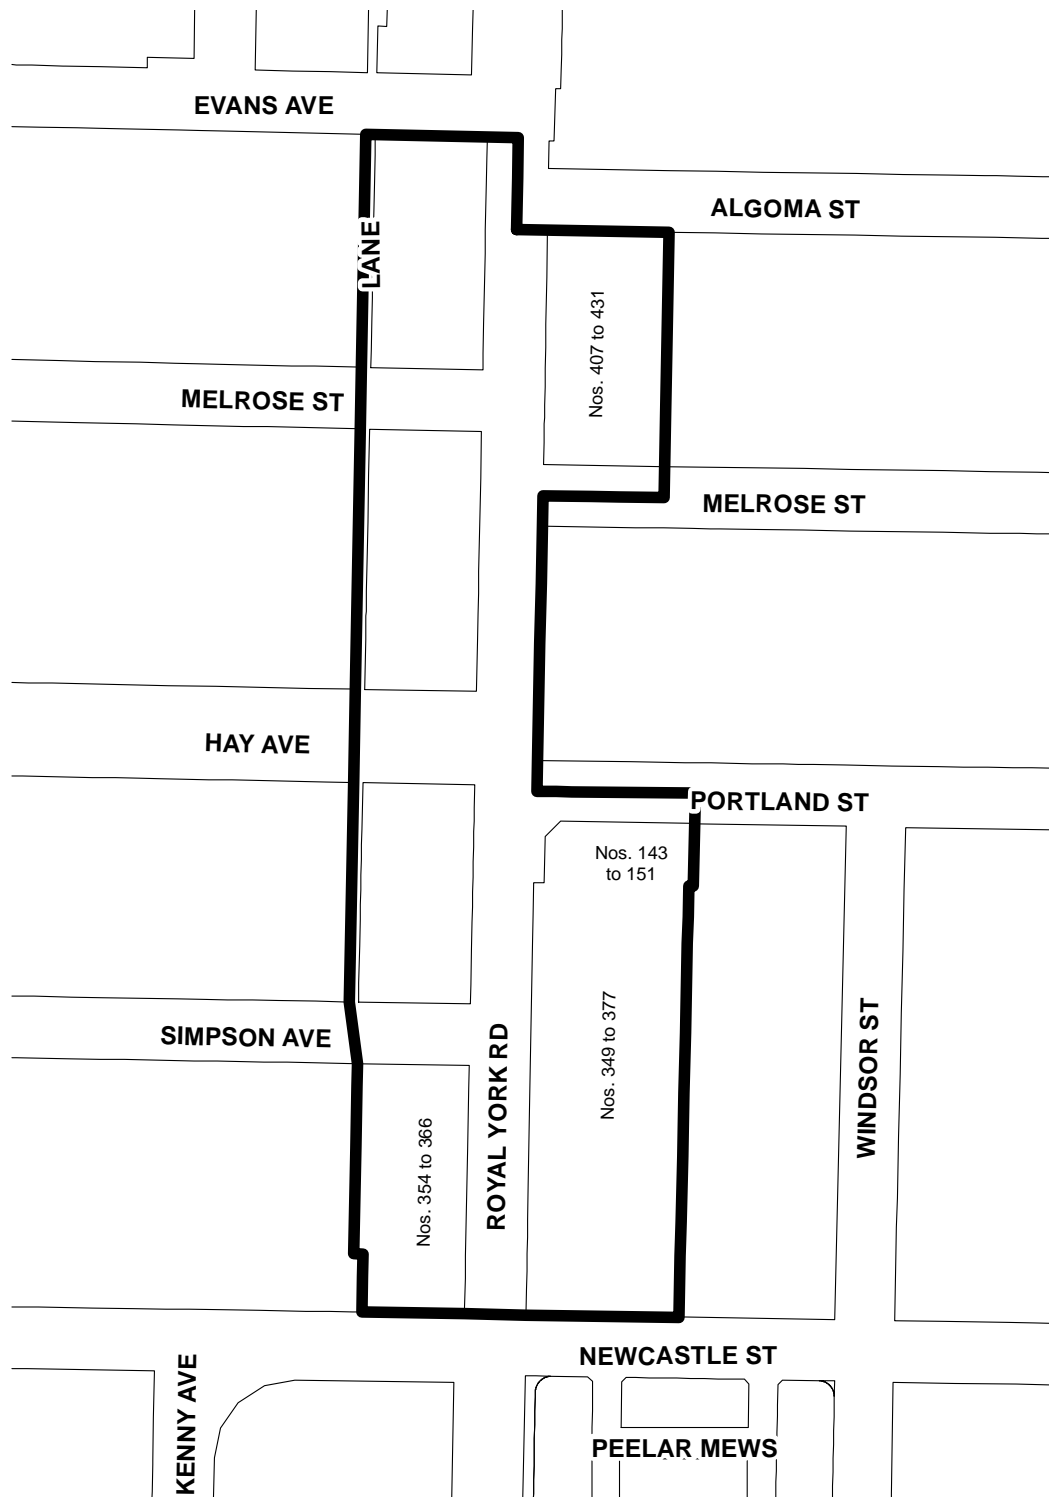 EVANS AVE
ALGOMA ST
LANE
Nos. 407 to 431
MELROSE ST
MELROSE ST
HAY AVE
PORTLAND ST
Nos. 143
to 151
Nos. 349 to 377
SIMPSON AVE
WINDSOR ST
ROYAL YORK RD
Nos. 354 to 366
NEWCASTLE ST
KENNY AVE
PEELAR MEWS